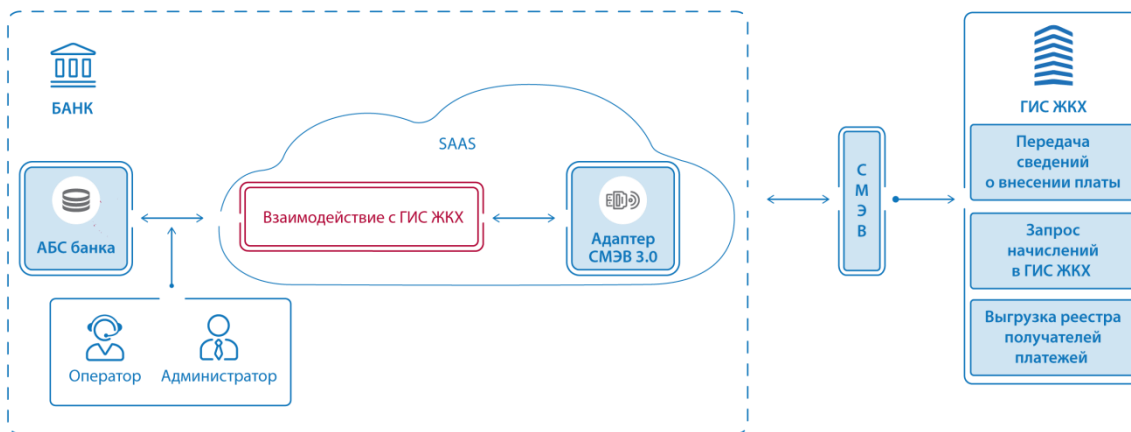 БАНК
SAAS
АБС банка
Взаимодействие с ГИС ЖКХ
Адаптер
СМЭВ 3.0
Оператор
Администратор
С
М
Э
В
ГИС ЖКХ
Передача
сведений
о внесении платы
Запрос
начислений
в ГИС ЖКХ
Выгрузка реестра
получателей
платежей